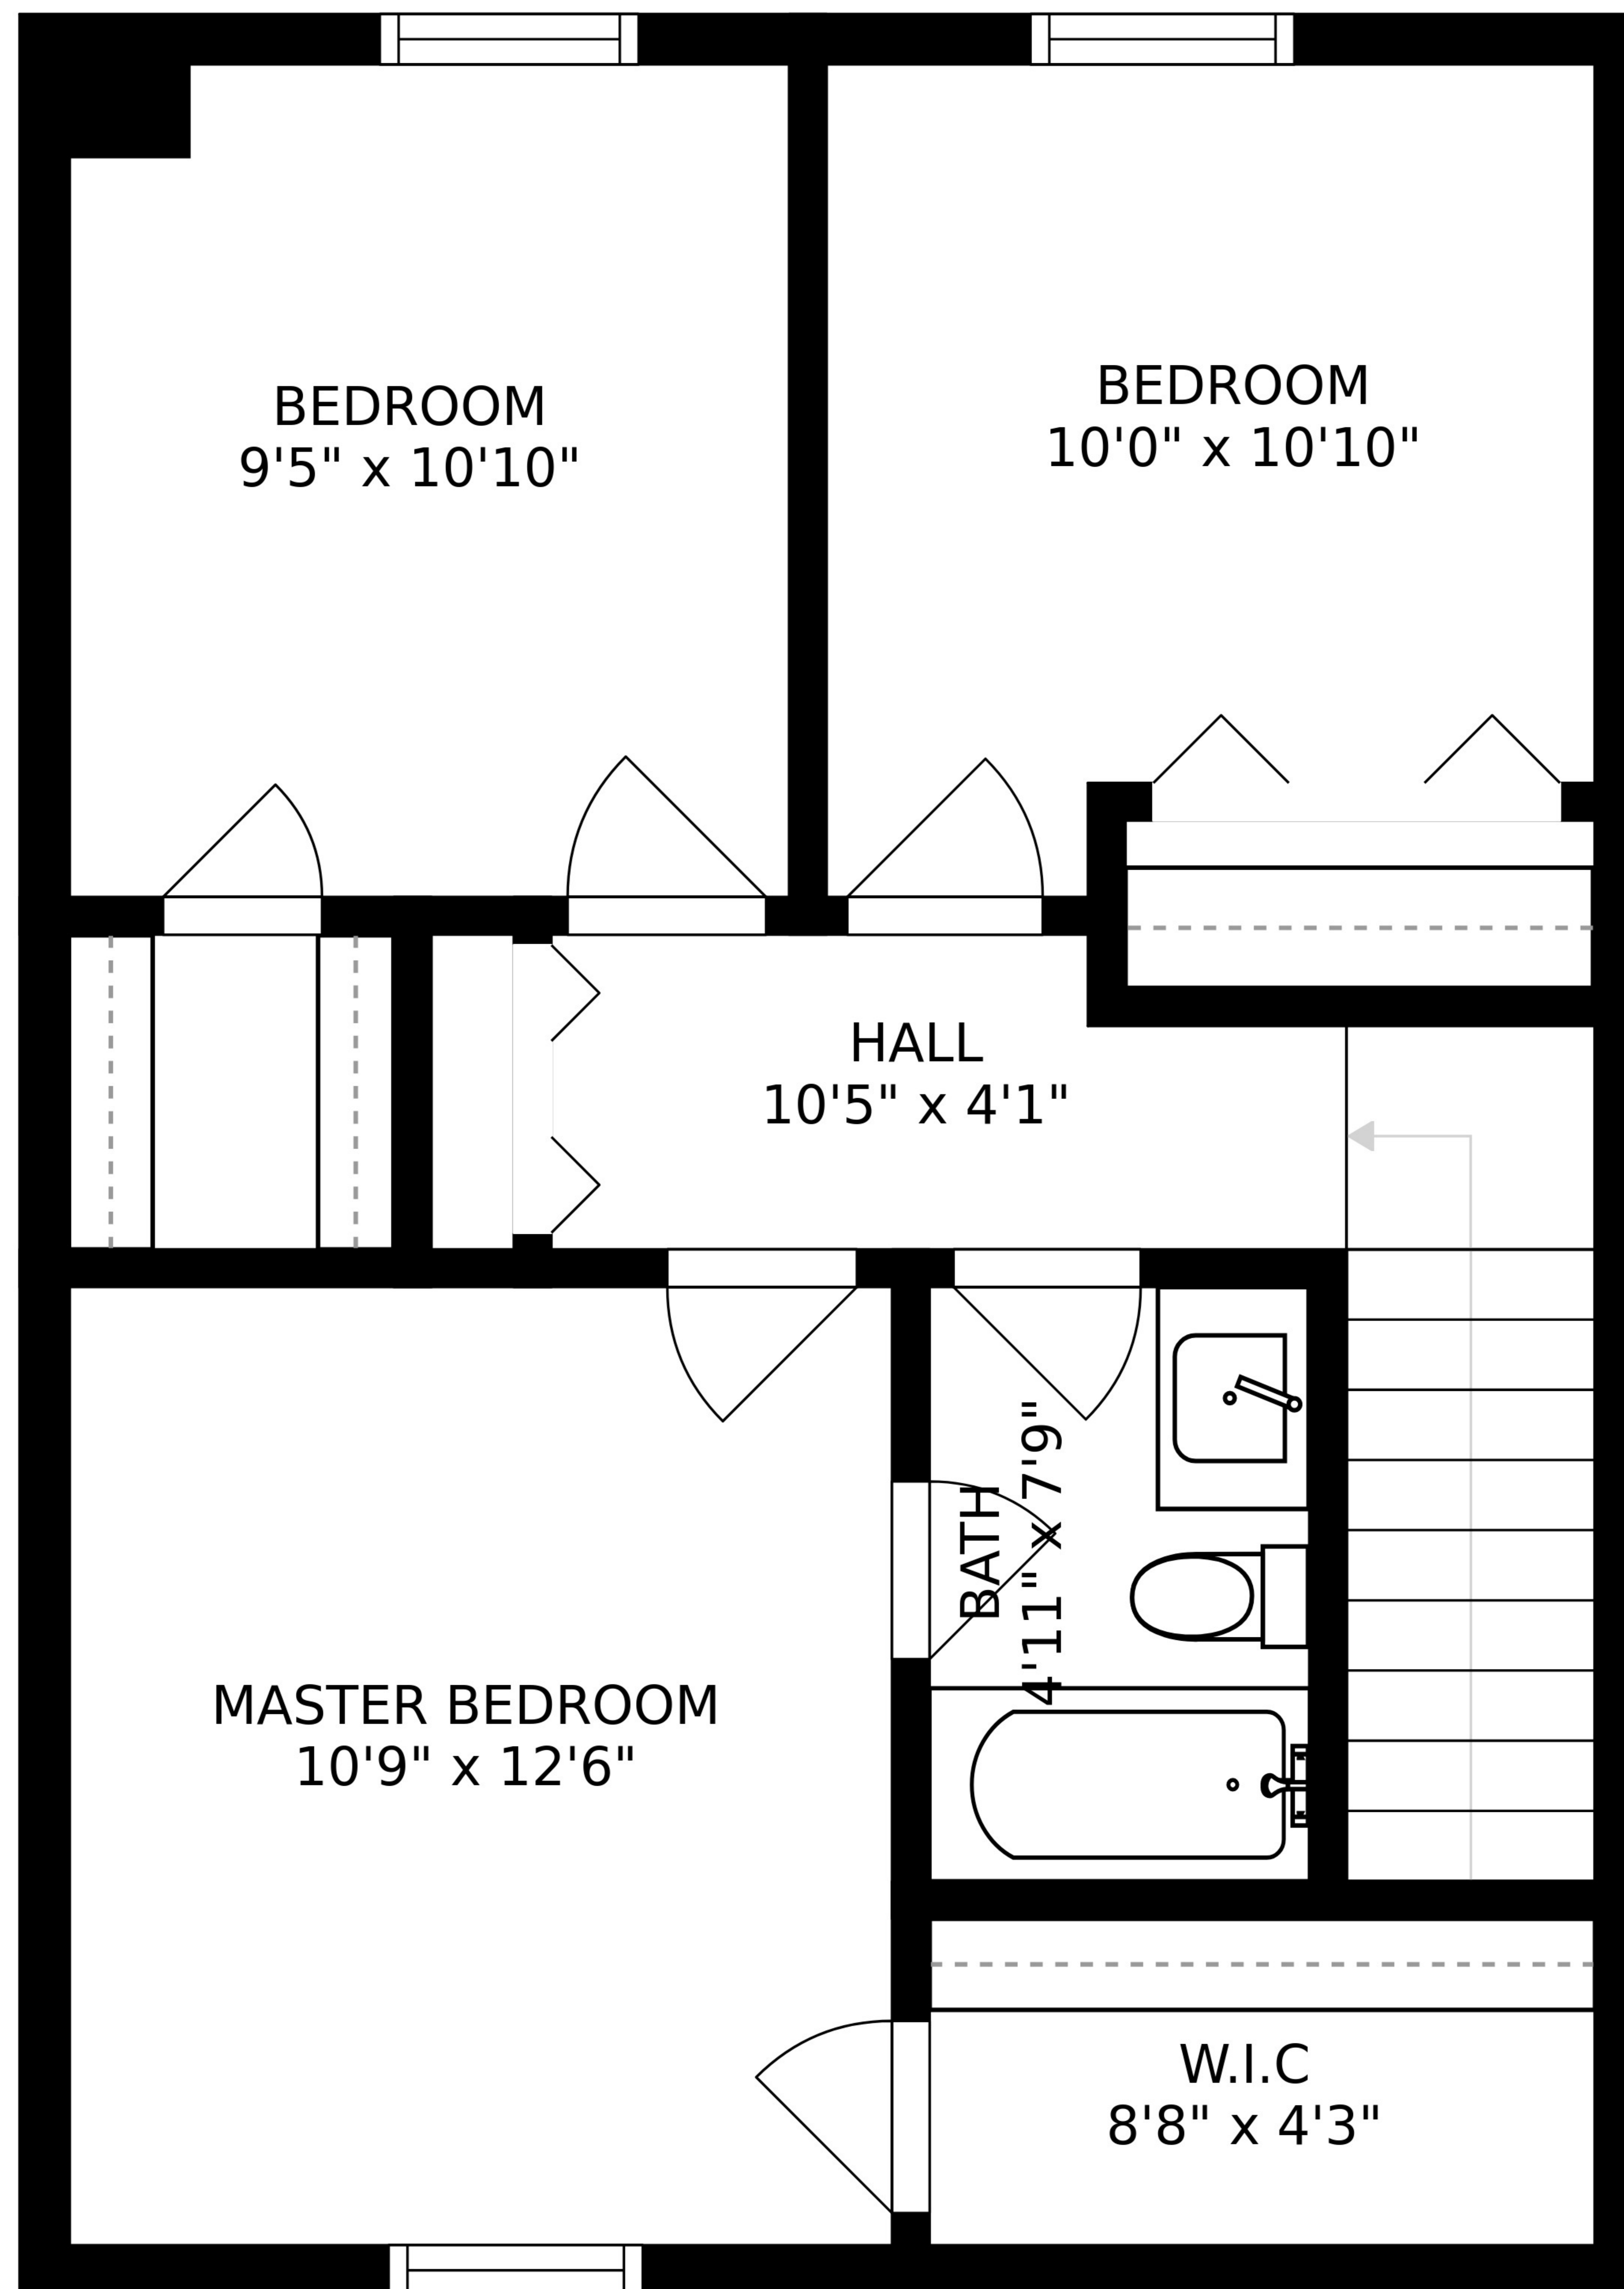 BEDROOM
9'5" x 10'10"
BEDROOM
10'0" x 10'10"
HALL
10'5" x 4'1"
BATH
4'11" x 7'9"
MASTER BEDROOM
10'9" x 12'6"
W.I.C
8'8" x 4'3"